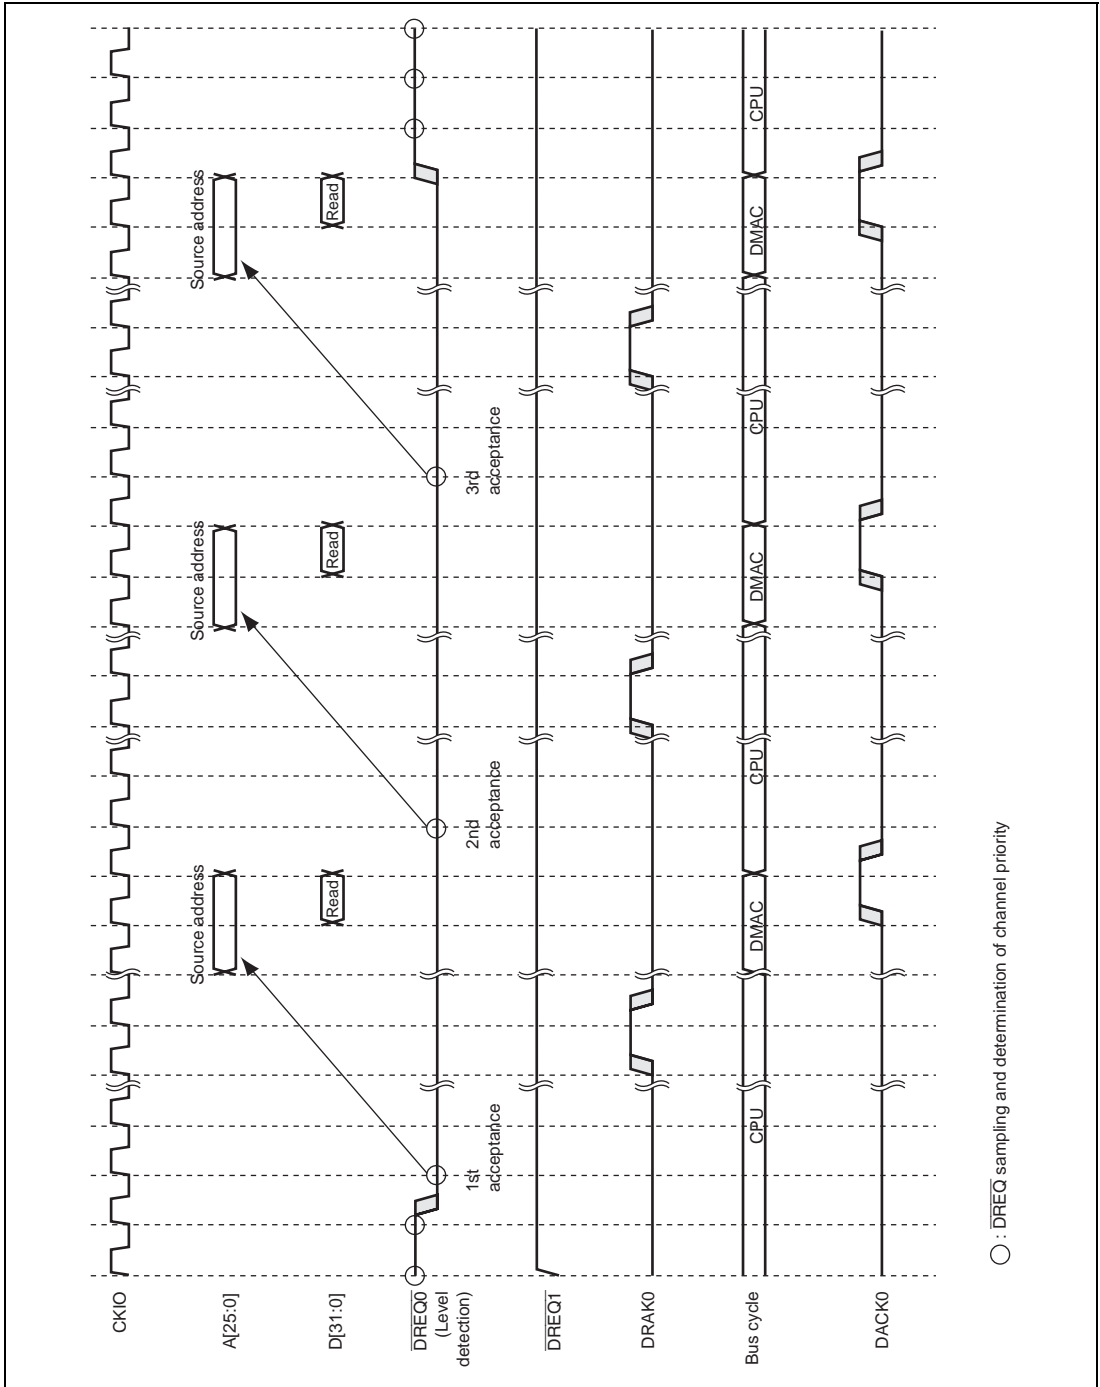 CKIO
Source address
Source address
Source address
A[25:0]
D[31:0]
Read
Read
Read
DREQ0
(Level
detection)
1st
acceptance
2nd
acceptance
3rd
acceptance
DREQ1
DRAK0
Bus cycle
CPU
DMAC
CPU
DMAC
CPU
DMAC
CPU
DACK0
: DREQ sampling and determination of channel priority